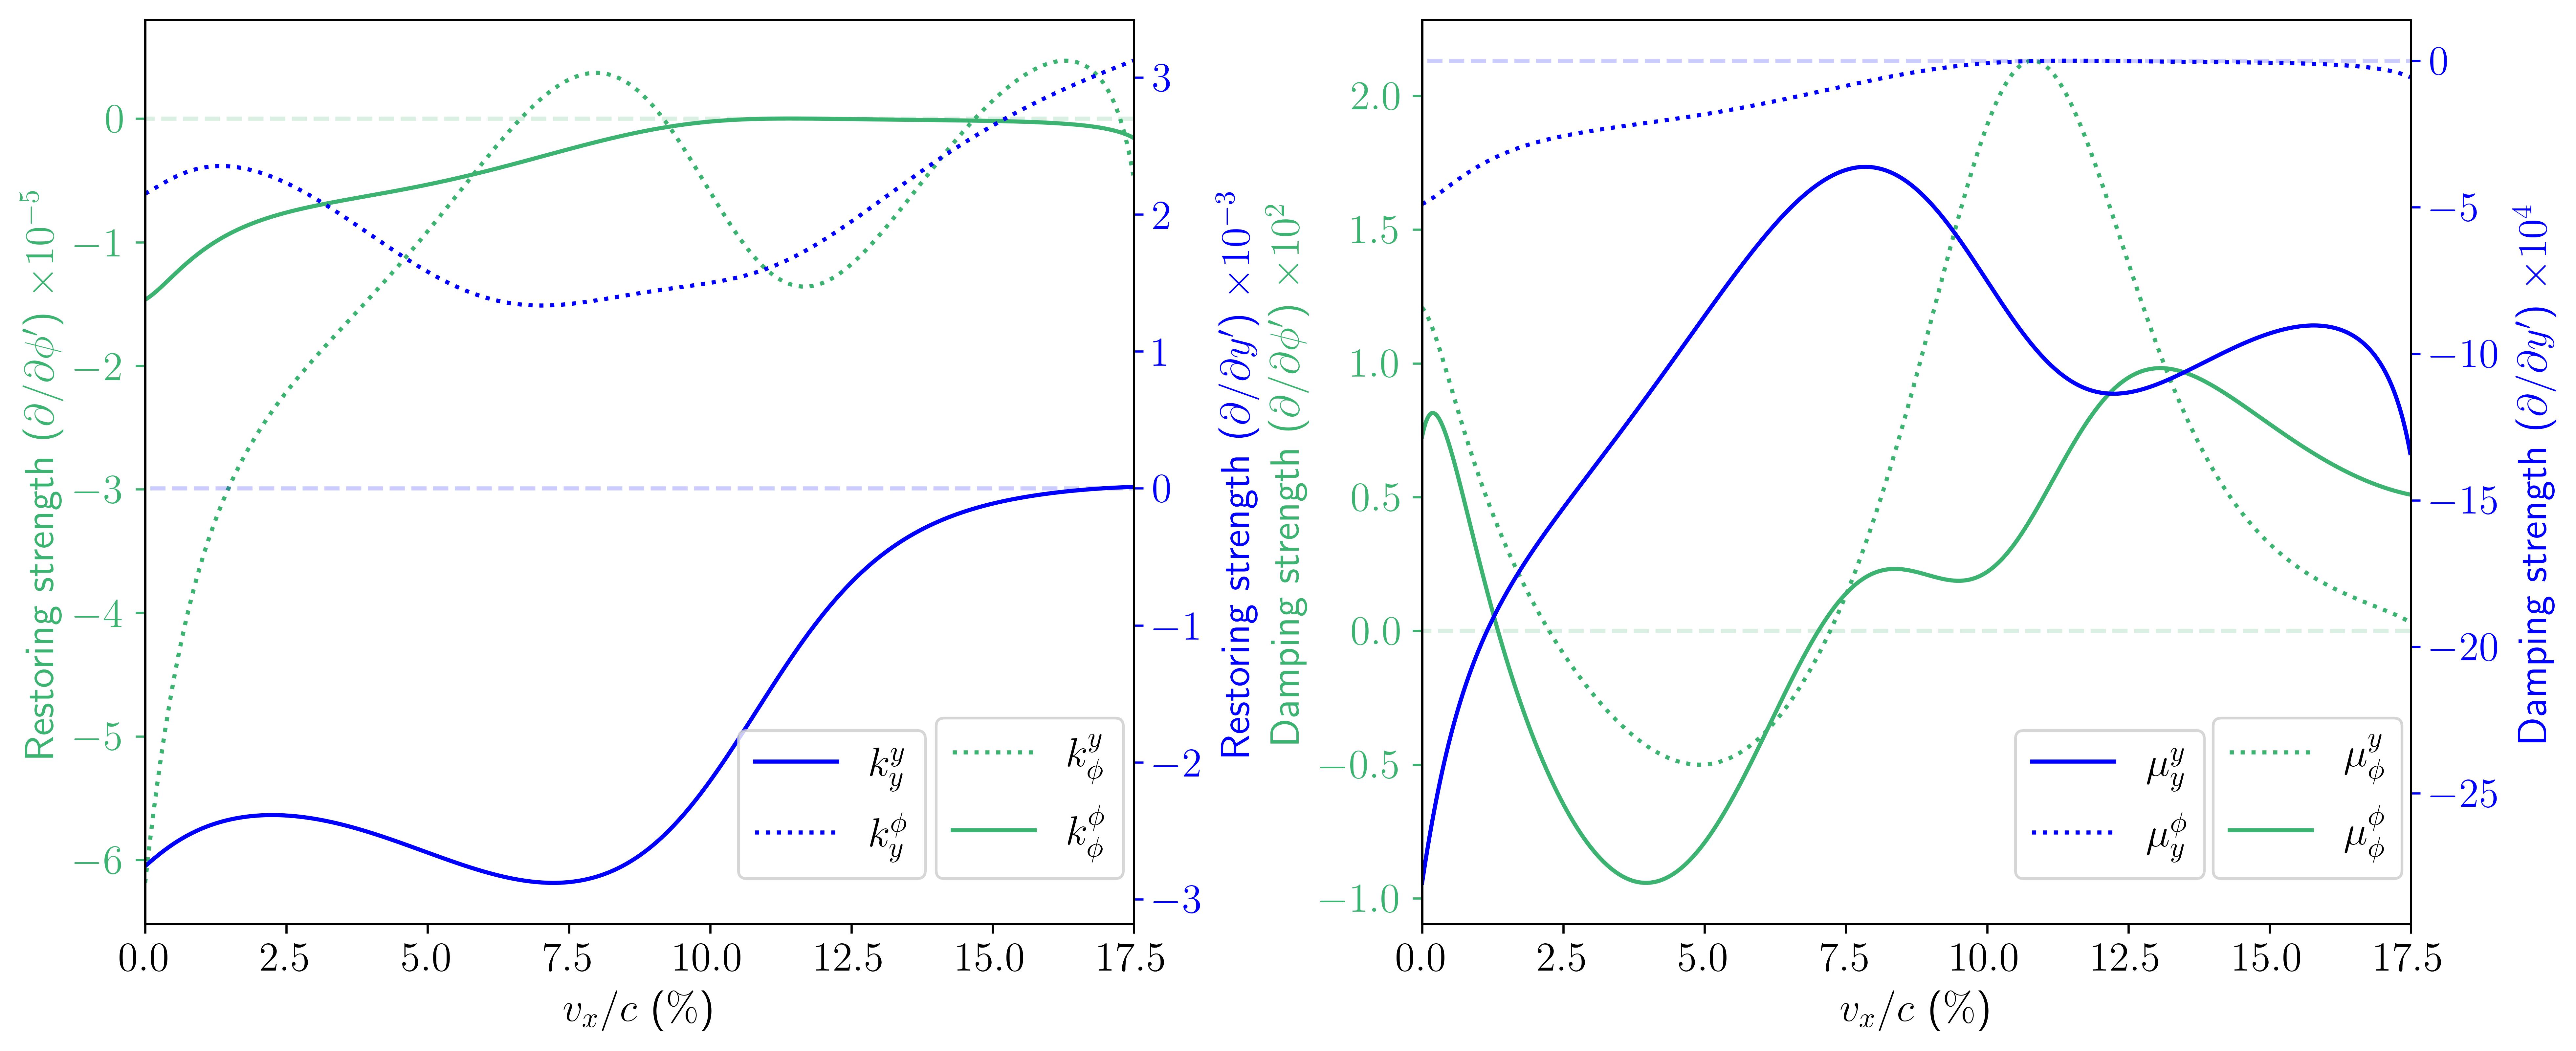 Restoring strength (∂/∂ϕ′) ×10⁻⁵
0
−1
−2
−3
−4
−5
−6
0.0 2.5 5.0 7.5 10.0 12.5 15.0 17.5
v_x/c (%)
3
2
1
0
−1
−2
−3
Restoring strength (∂/∂y′) ×10⁻³
k_y^y
k_y^ϕ
k_ϕ^y
k_ϕ^ϕ
Damping strength (∂/∂ϕ′) ×10²
2.0
1.5
1.0
0.5
0.0
−0.5
−1.0
0.0 2.5 5.0 7.5 10.0 12.5 15.0 17.5
v_x/c (%)
0
−5
−10
−15
−20
−25
Damping strength (∂/∂y′) ×10⁴
μ_y^y
μ_y^ϕ
μ_ϕ^y
μ_ϕ^ϕ